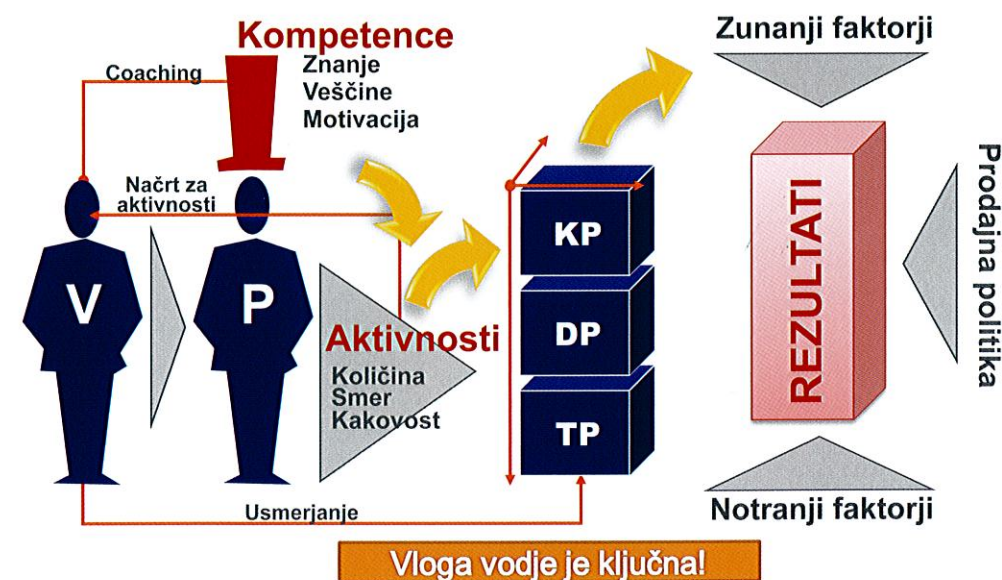 Kompetence
Znanje
Veščine
Motivacija
Coaching
Načrt za
aktivnosti
V
P
Aktivnosti
Količina
Smer
Kakovost
Usmerjanje
KP
DP
TP
Zunanji faktorji
REZULTATI
Prodajna politika
Notranji faktorji
Vloga vodje je ključna!